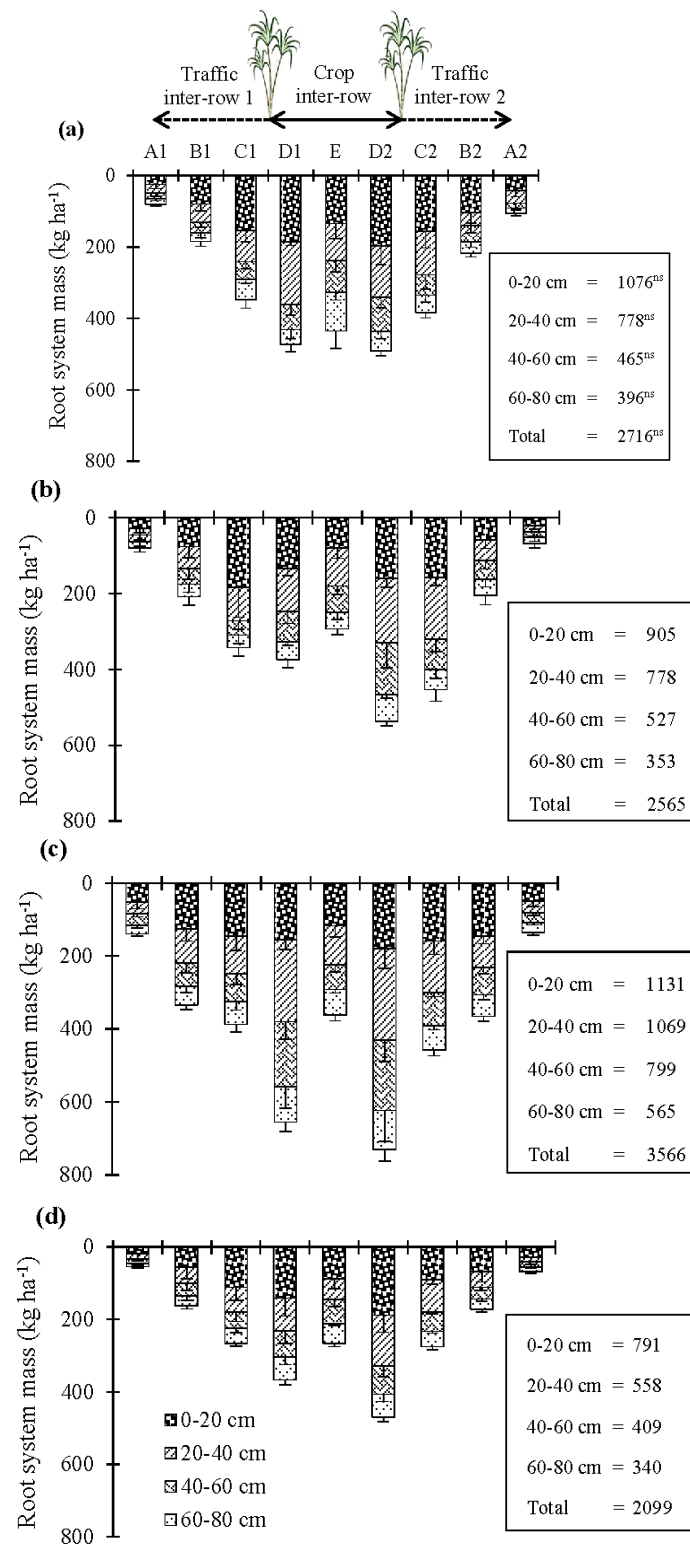 Traffic inter-row 1
Crop inter-row
Traffic inter-row 2
(a)
A1 B1 C1 D1 E D2 C2 B2 A2
Root system mass (kg ha-1)
0
200
400
600
800
0-20 cm = 1076ns
20-40 cm = 778ns
40-60 cm = 465ns
60-80 cm = 396ns
Total = 2716ns
(b)
Root system mass (kg ha-1)
0
200
400
600
800
0-20 cm = 905
20-40 cm = 778
40-60 cm = 527
60-80 cm = 353
Total = 2565
(c)
Root system mass (kg ha-1)
0
200
400
600
800
0-20 cm = 1131
20-40 cm = 1069
40-60 cm = 799
60-80 cm = 565
Total = 3566
(d)
Root system mass (kg ha-1)
0
200
400
600
800
0-20 cm
20-40 cm
40-60 cm
60-80 cm
0-20 cm = 791
20-40 cm = 558
40-60 cm = 409
60-80 cm = 340
Total = 2099